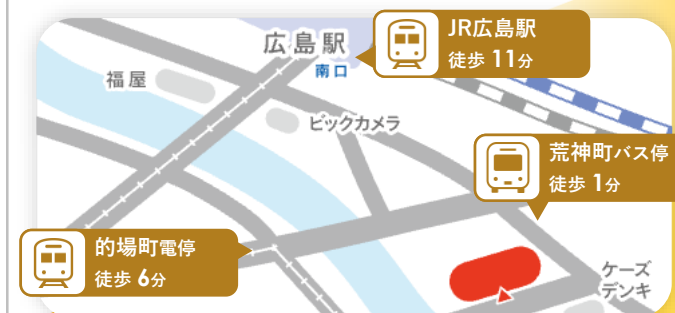 広島駅
南口
JR広島駅
徒歩 11分
福屋
ビックカメラ
荒神町バス停
徒歩 1分
的場町電停
徒歩 6分
ケーズ
デンキ